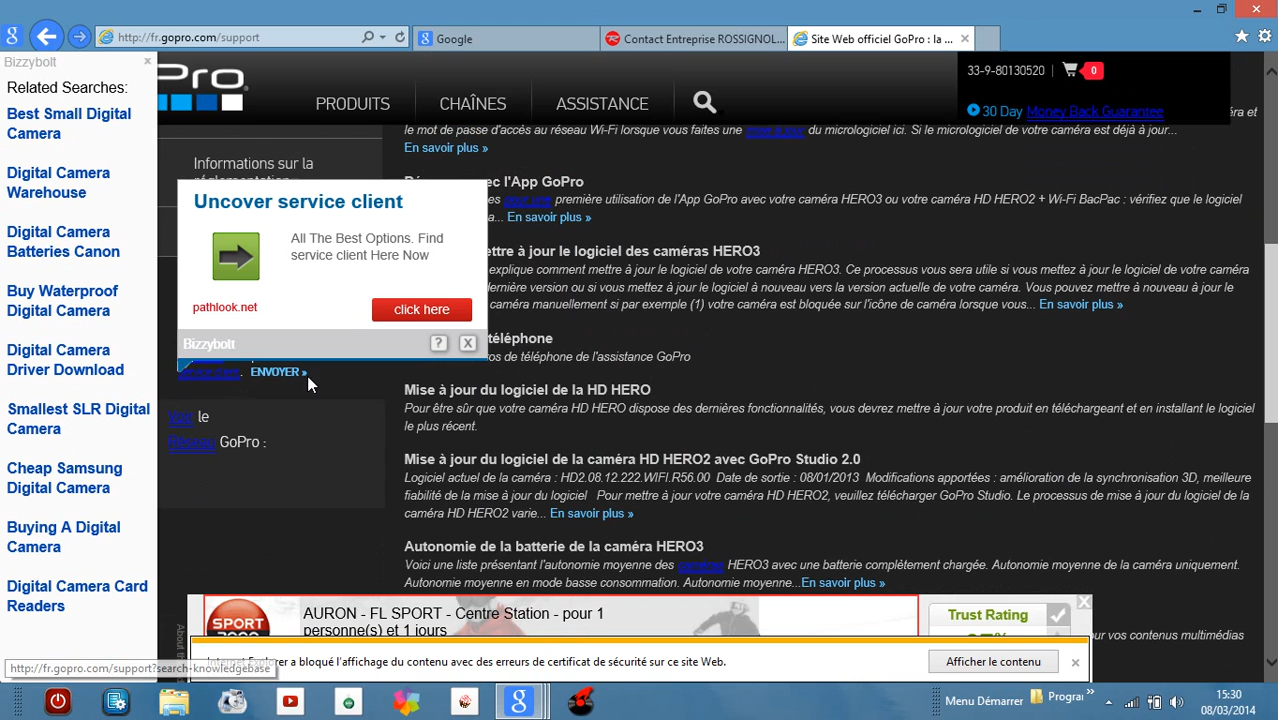 http://fr.gopro.com/support
Google
Contact Entreprise ROSSIGNOL...
Site Web officiel GoPro : la ...
Bizzybolt
Related Searches:
Best Small Digital
Camera
Digital Camera
Warehouse
Digital Camera
Batteries Canon
Buy Waterproof
Digital Camera
Digital Camera
Driver Download
Smallest SLR Digital
Camera
Cheap Samsung
Digital Camera
Buying A Digital
Camera
Digital Camera Card
Readers
PRODUITS
CHAÎNES
ASSISTANCE
33-9-80130520
0
30 Day Money Back Guarantee
Informations sur la
Uncover service client
All The Best Options. Find
service client Here Now
pathlook.net
click here
Bizzybolt
ENVOYER »
Voir le
Réseau GoPro :
le mot de passe d'accès au réseau Wi-Fi lorsque vous faites une mise à jour du micrologiciel ici. Si le micrologiciel de votre caméra est déjà à jour...
En savoir plus »
avec l'App GoPro
pour une première utilisation de l'App GoPro avec votre caméra HERO3 ou votre caméra HD HERO2 + Wi-Fi BacPac : vérifiez que le logiciel
En savoir plus »
mettre à jour le logiciel des caméras HERO3
explique comment mettre à jour le logiciel de votre caméra HERO3. Ce processus vous sera utile si vous mettez à jour le logiciel de votre
dernière version ou si vous mettez à jour le logiciel à nouveau vers la version actuelle de votre caméra. Vous pouvez mettre à nouveau à jour le
caméra manuellement si par exemple (1) votre caméra est bloquée sur l'icône de caméra lorsque vous... En savoir plus »
téléphone
de téléphone de l'assistance GoPro
Mise à jour du logiciel de la HD HERO
Pour être sûr que votre caméra HD HERO dispose des dernières fonctionnalités, vous devrez mettre à jour votre produit en téléchargeant et en installant le logiciel
le plus récent.
Mise à jour du logiciel de la caméra HD HERO2 avec GoPro Studio 2.0
Logiciel actuel de la caméra : HD2.08.12.222.WIFI.R56.00 Date de sortie : 08/01/2013 Modifications apportées : amélioration de la synchronisation 3D, meilleure
fiabilité de la mise à jour du logiciel Pour mettre à jour votre caméra HD HERO2, veuillez télécharger GoPro Studio. Le processus de mise à jour du logiciel de la
caméra HD HERO2 varie... En savoir plus »
Autonomie de la batterie de la caméra HERO3
Voici une liste présentant l'autonomie moyenne des caméras HERO3 avec une batterie complètement chargée. Autonomie moyenne de la caméra uniquement.
Autonomie moyenne en mode basse consommation. Autonomie moyenne...En savoir plus »
SPORT
AURON - FL SPORT - Centre Station - pour 1
personne(s) et 1 jours
Trust Rating
pour vos contenus multimédias
a bloqué l'affichage du contenu avec des erreurs de certificat de sécurité sur ce site Web.
Afficher le contenu
http://fr.gopro.com/support?search-knowledgebase
Menu Démarrer
Progra
15:30
08/03/2014